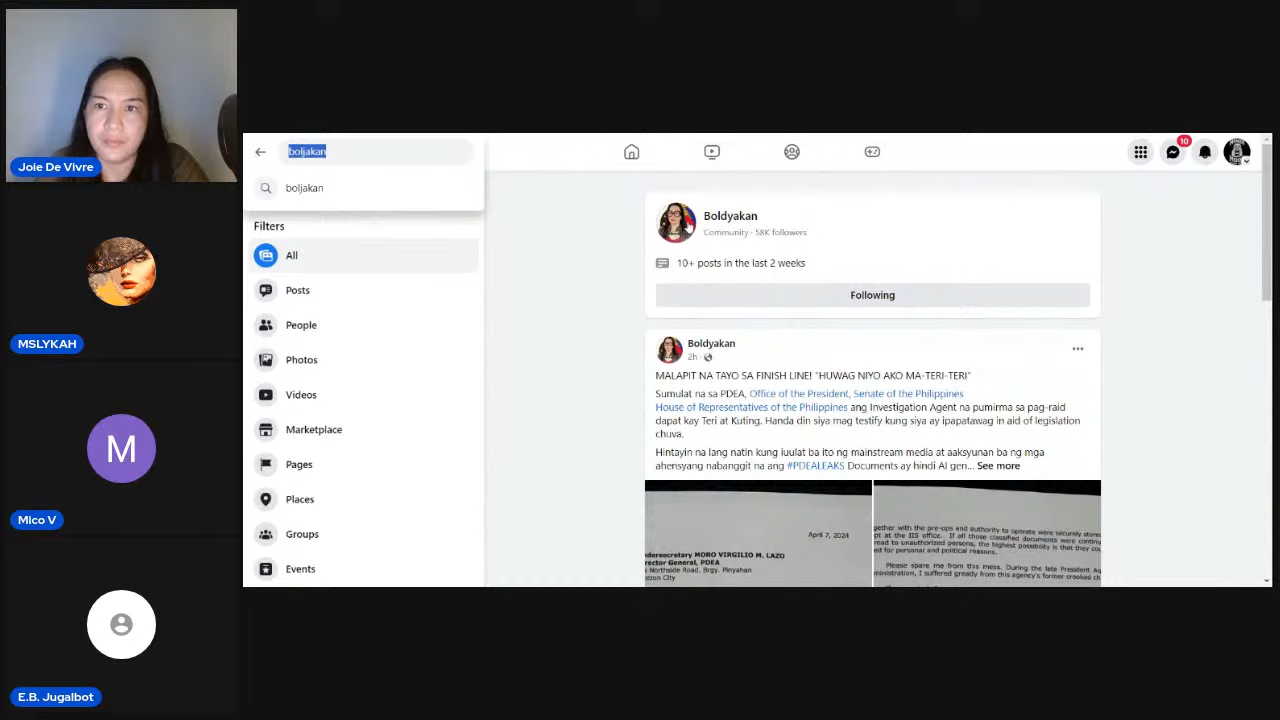 Joie De Vivre
MSLYKAH
M
Mico V
E.B. Jugalbot
boljakan
boljakan
Filters
All
Posts
People
Photos
Videos
Marketplace
Pages
Places
Groups
Events
10
Boldyakan
Community · 58K followers
10+ posts in the last 2 weeks
Following
Boldyakan
2h ·
MALAPIT NA TAYO SA FINISH LINE! "HUWAG NIYO AKO MA-TERI-TERI"
Sumulat na sa PDEA, Office of the President, Senate of the Philippines
House of Representatives of the Philippines ang Investigation Agent na pumirma sa pag-raid
dapat kay Teri at Kuting. Handa din siya mag testify kung siya ay ipapatawag in aid of legislation
chuva.
Hintayin na lang natin kung iuulat ba ito ng mainstream media at aaksyunan ba ng mga
ahensyang nabanggit na ang #PDEALEAKS Documents ay hindi AI gen... See more
April 7, 2024
ndersecretary MORO VIRGILIO M. LAZO
rector General, PDEA
Northside Road, Brgy. Pinyahan
ezon City
gether with the pre-ops and authority to operate were securely store
pt at the IIS office. If all those classified documents were continu
read to unauthorized persons, the highest possibility is that they cou
ed for personal and political reasons.
Please spare me from this mess. During the late President Aq
ministration, I suffered greatly from this agency's former crooked ch